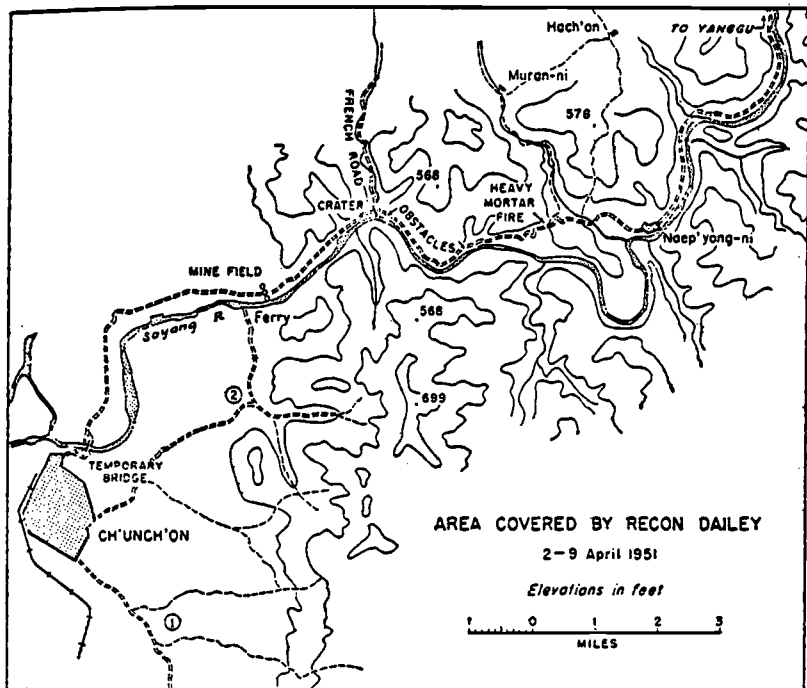 Hach'on
TO YANGGU
Muran-ni
578
FRENCH ROAD
568
CRATER
OBSTACLES
HEAVY
MORTAR
FIRE
Naep'yong-ni
MINE FIELD
Soyang R
Ferry
568
2
699
TEMPORARY
BRIDGE
CH'UNCH'ON
AREA COVERED BY RECON DAILEY
2-9 April 1951
Elevations in feet
1
1 0 1 2 3
MILES